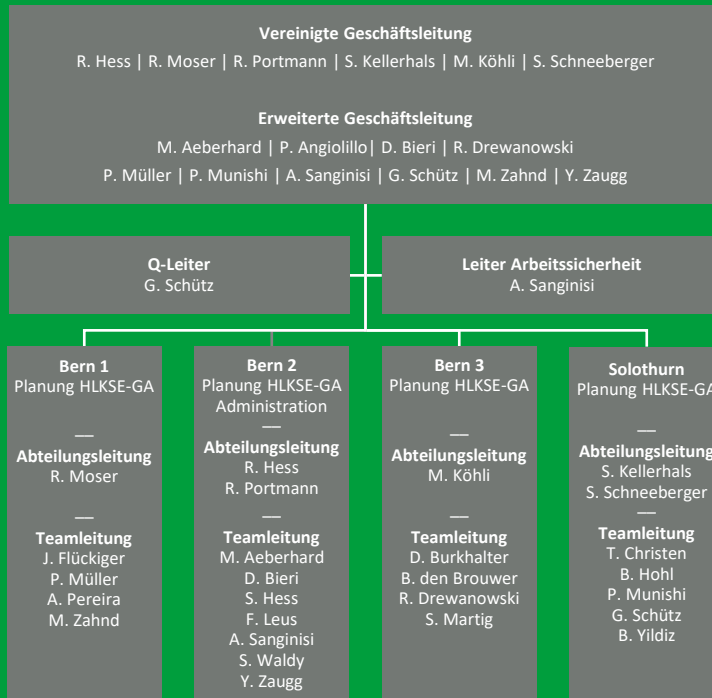 Vereinigte Geschäftsleitung
R. Hess | R. Moser | R. Portmann | S. Kellerhals | M. Köhli | S. Schneeberger
Erweiterte Geschäftsleitung
M. Aeberhard | P. Angiolillo| D. Bieri | R. Drewanowski
P. Müller | P. Munishi | A. Sanginisi | G. Schütz | M. Zahnd | Y. Zaugg
Q-Leiter
G. Schütz
Leiter Arbeitssicherheit
A. Sanginisi
Bern 1
Planung HLKSE-GA
Abteilungsleitung
R. Moser
Teamleitung
J. Flückiger
P. Müller
A. Pereira
M. Zahnd
Bern 2
Planung HLKSE-GA
Administration
Abteilungsleitung
R. Hess
R. Portmann
Teamleitung
M. Aeberhard
D. Bieri
S. Hess
F. Leus
A. Sanginisi
S. Waldy
Y. Zaugg
Bern 3
Planung HLKSE-GA
Abteilungsleitung
M. Köhli
Teamleitung
D. Burkhalter
B. den Brouwer
R. Drewanowski
S. Martig
Solothurn
Planung HLKSE-GA
Abteilungsleitung
S. Kellerhals
S. Schneeberger
Teamleitung
T. Christen
B. Hohl
P. Munishi
G. Schütz
B. Yildiz